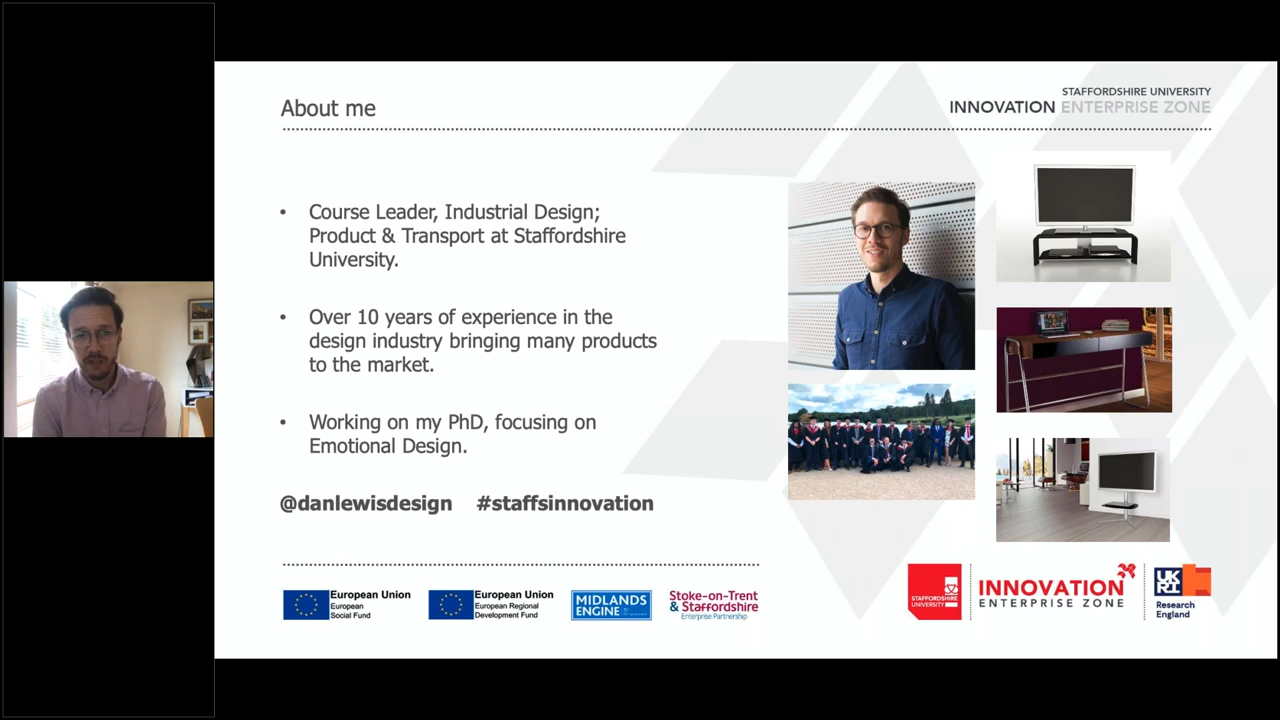 About me
STAFFORDSHIRE UNIVERSITY
INNOVATION ENTERPRISE ZONE
• Course Leader, Industrial Design;
Product & Transport at Staffordshire
University.
• Over 10 years of experience in the
design industry bringing many products
to the market.
• Working on my PhD, focusing on
Emotional Design.
@danlewisdesign #staffsinnovation
European Union
European
Social Fund
European Union
European Regional
Development Fund
MIDLANDS
ENGINE
Stoke-on-Trent
& Staffordshire
Enterprise Partnership
STAFFORDSHIRE
UNIVERSITY
INNOVATION
ENTERPRISE ZONE
UK
RI
Research
England